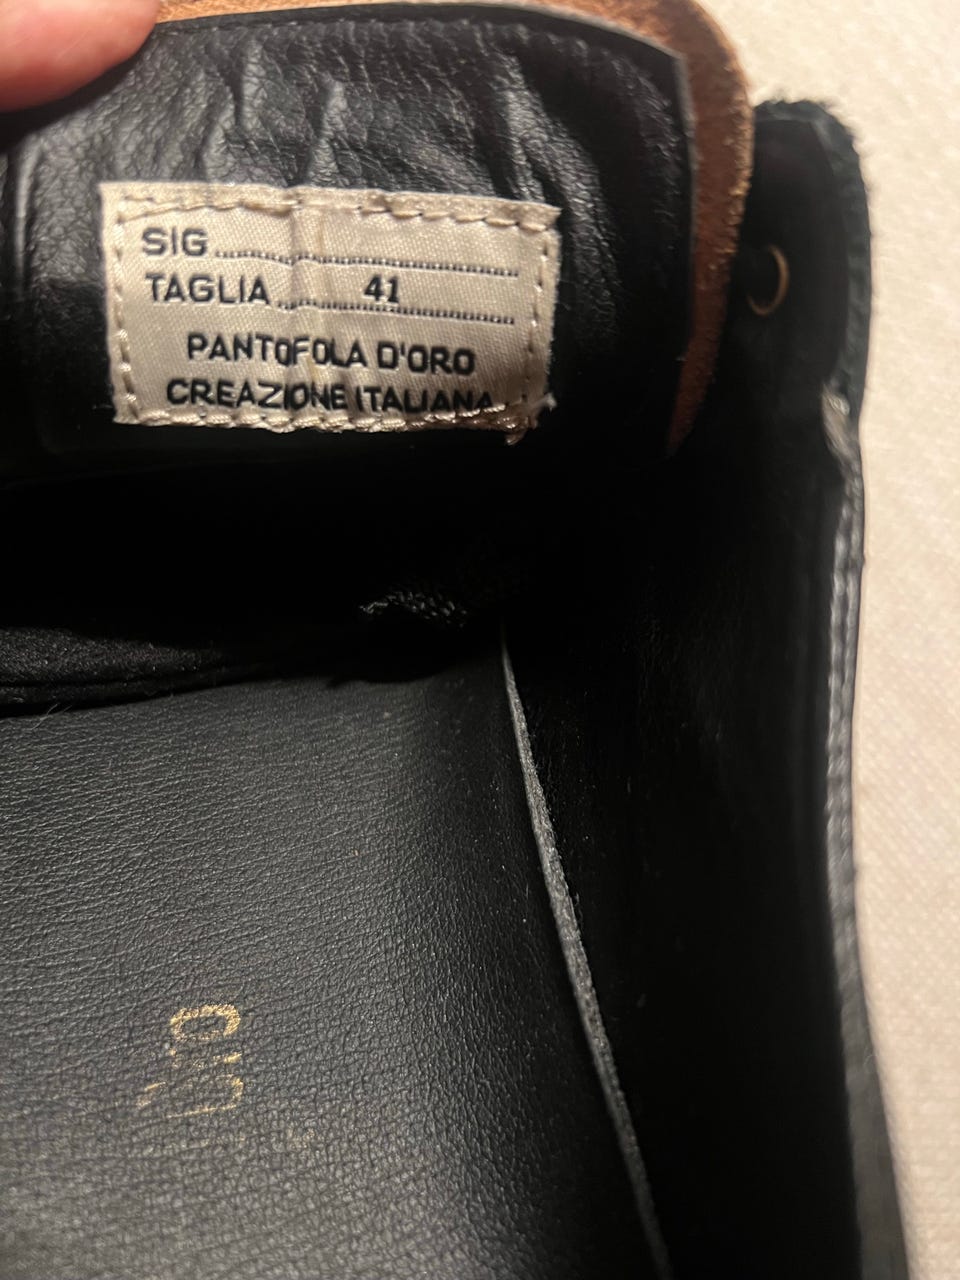 SIG
TAGLIA 41
PANTOFOLA D'ORO
CREAZIONE ITALIANA